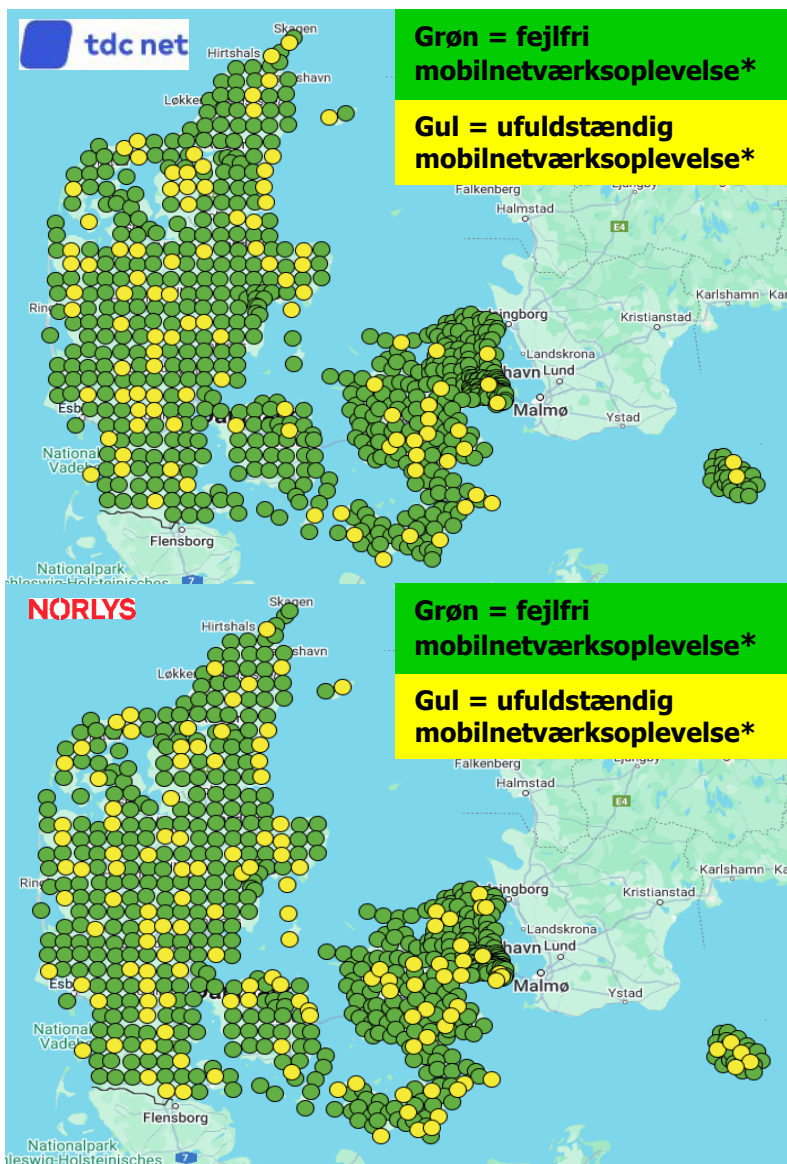 tdc net
Grøn = fejlfri
mobilnetværksoplevelse*
Gul = ufuldstændig
mobilnetværksoplevelse*
Skagen
Hirtshals
Løkken
Falkenberg
Halmstad
E4
Karlshamn
Kristianstad
Landskrona
Lund
Malmø
Ystad
Flensborg
Nationalpark
7
NORLYS
Grøn = fejlfri
mobilnetværksoplevelse*
Gul = ufuldstændig
mobilnetværksoplevelse*
Skagen
Hirtshals
Falkenberg
Halmstad
E4
Karlshamn
Kristianstad
Landskrona
Lund
Malmø
Ystad
Flensborg
Nationalpark
7